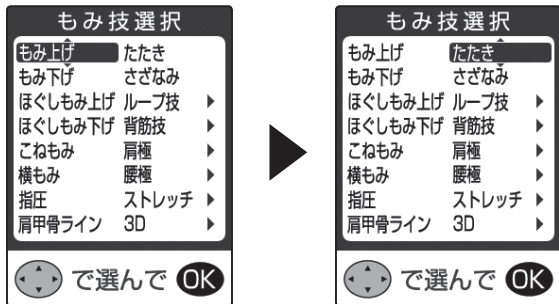 もみ技選択
もみ上げ たたき
もみ下げ さざなみ
ほぐしもみ上げ ループ技
ほぐしもみ下げ 背筋技
こねもみ 肩極
横もみ 腰極
指圧 ストレッチ
肩甲骨ライン 3D
で選んで OK
もみ技選択
もみ上げ たたき
もみ下げ さざなみ
ほぐしもみ上げ ループ技
ほぐしもみ下げ 背筋技
こねもみ 肩極
横もみ 腰極
指圧 ストレッチ
肩甲骨ライン 3D
で選んで OK